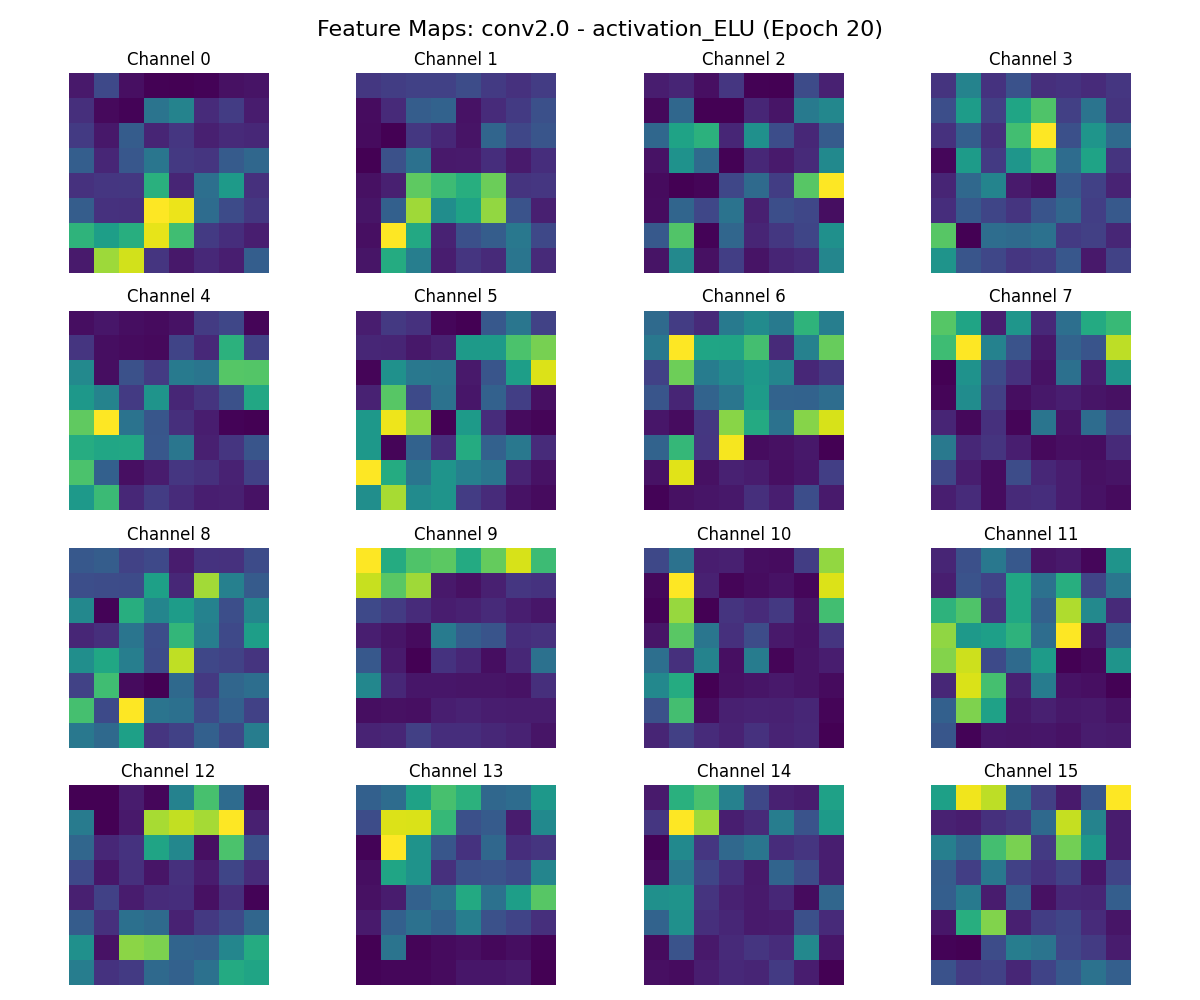 Feature Maps: conv2.0 - activation_ELU (Epoch 20)
Channel 0
Channel 1
Channel 2
Channel 3
Channel 4
Channel 5
Channel 6
Channel 7
Channel 8
Channel 9
Channel 10
Channel 11
Channel 12
Channel 13
Channel 14
Channel 15